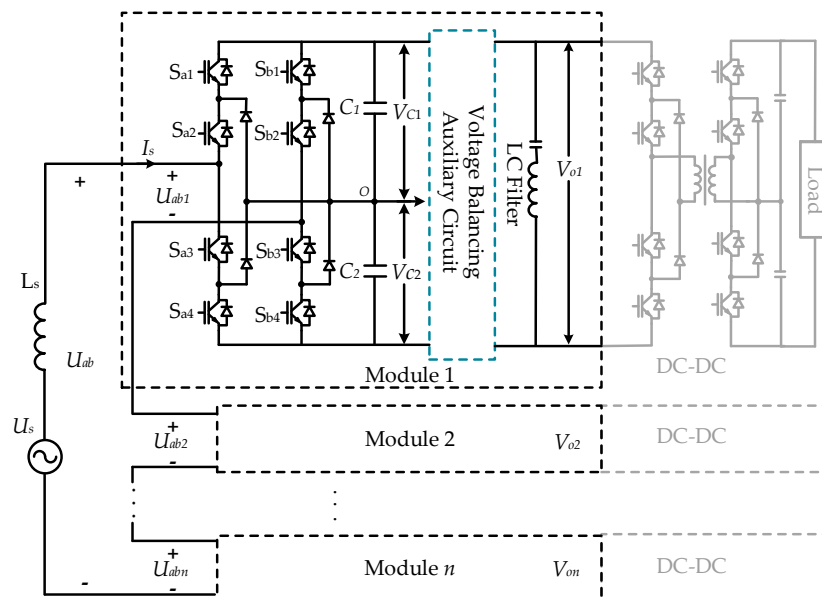 Sa1
Sb1
C1
VC1
Voltage Balancing
Auxiliary Circuit
LC Filter
Vo1
Load
Sa2
Sb2
Is
+
+
Uab1
-
O
Sa3
Sb3
C2
VC2
Sa4
Sb4
Ls
Uab
Module 1
DC-DC
Us
+
Uab2
-
Module 2
Vo2
DC-DC
+
Uabn
-
-
Module n
Von
DC-DC